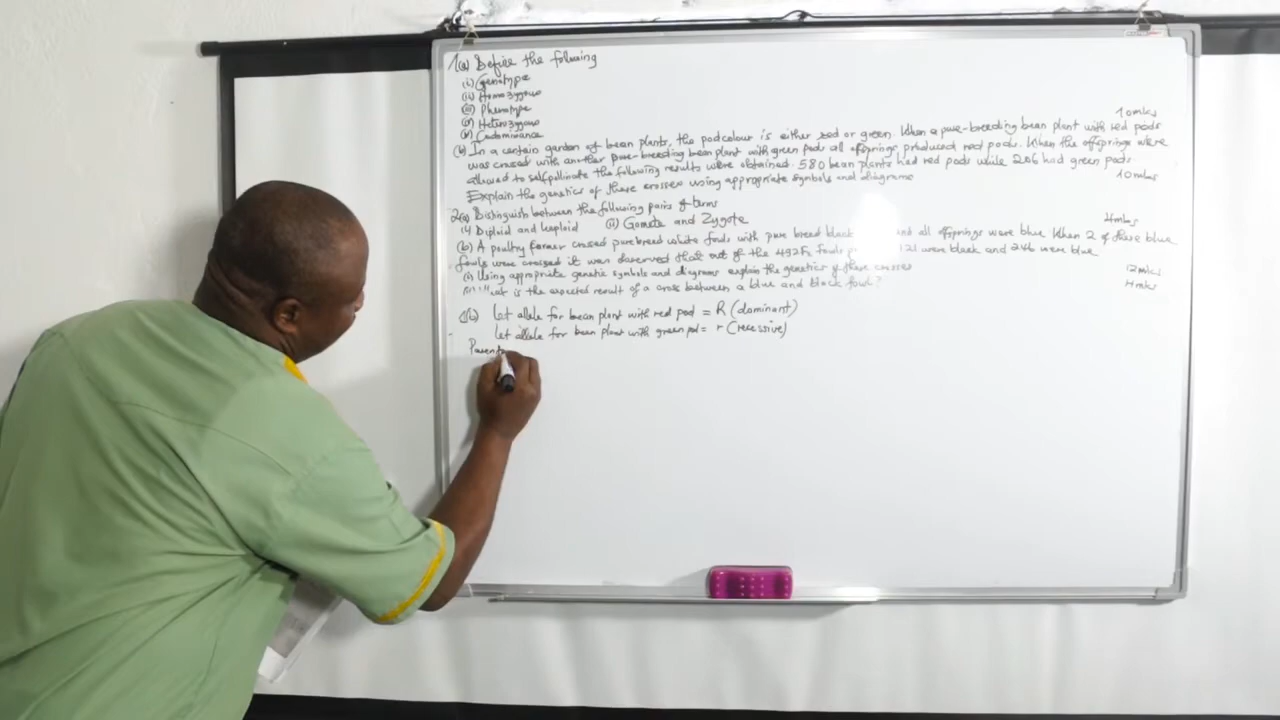 1(a) Define the following
(i) Genotype
(ii) Homozygous
(iii) Phenotype
(iv) Heterozygous
(v) Codominance 10mks
(b) In a certain garden of bean plants, the pod colour is either red or green. When a pure-breeding bean plant with red pods
was crossed with another pure-breeding bean plant with green pods all offsprings produced red pods. When the offsprings were
allowed to self pollinate the following results were obtained. 580 bean plants had red pods while 206 had green pods
Explain the genetics of these crosses using appropriate symbols and diagrams 10mks
2(a) Distinguish between the following pairs of terms
(i) Diploid and haploid (ii) Gamete and Zygote 4mks
(b) A poultry farmer crossed pure breed white fowls with pure breed black and all offsprings were blue. When 2 of these blue
fowls were crossed it was observed that out of the 492 F2 fowls 121 were black and 246 were blue
(i) Using appropriate genetic symbols and diagrams explain the genetics of these crosses 12mks
is the expected result of a cross between a blue and black fowl? 4mks
1(b) Let allele for bean plant with red pod = R (dominant)
Let allele for bean plant with green pod = r (recessive)
Parent